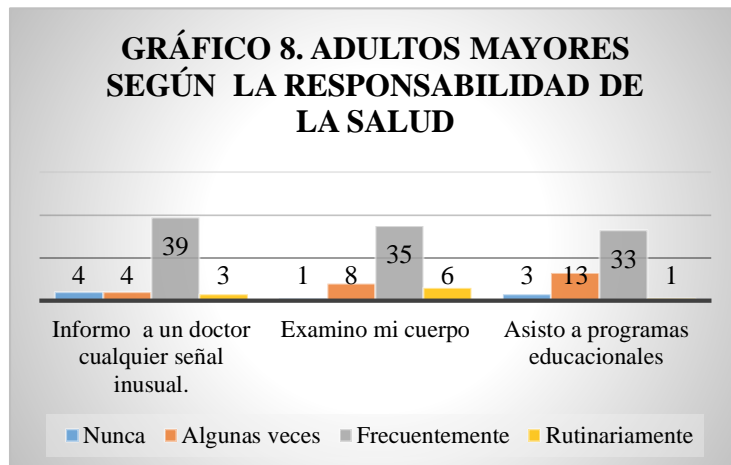 GRÁFICO 8. ADULTOS MAYORES
SEGÚN LA RESPONSABILIDAD DE
LA SALUD
4 4 39 3 1 8 35 6 3 13 33 1
Informo a un doctor
cualquier señal
inusual.
Examino mi cuerpo
Asisto a programas
educacionales
Nunca Algunas veces Frecuentemente Rutinariamente